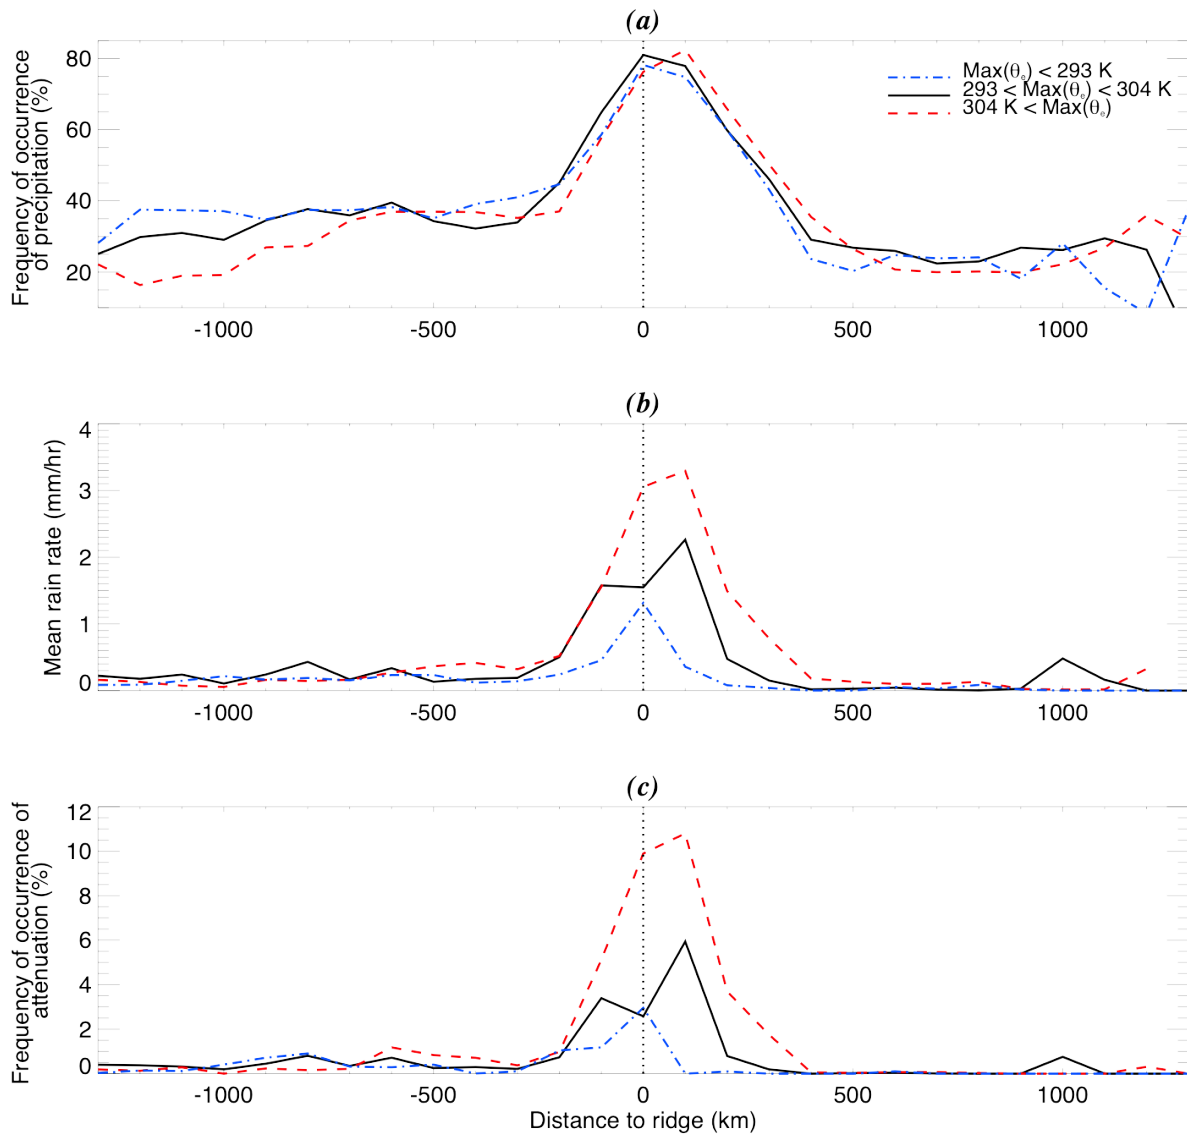 (a)
Frequency of occurrence
of precipitation (%)
80
60
40
20
Max(θe) < 293 K
293 < Max(θe) < 304 K
304 K < Max(θe)
-1000 -500 0 500 1000
(b)
Mean rain rate (mm/hr)
4
3
2
1
0
-1000 -500 0 500 1000
(c)
Frequency of occurrence of
attenuation (%)
12
10
8
6
4
2
0
-1000 -500 0 500 1000
Distance to ridge (km)